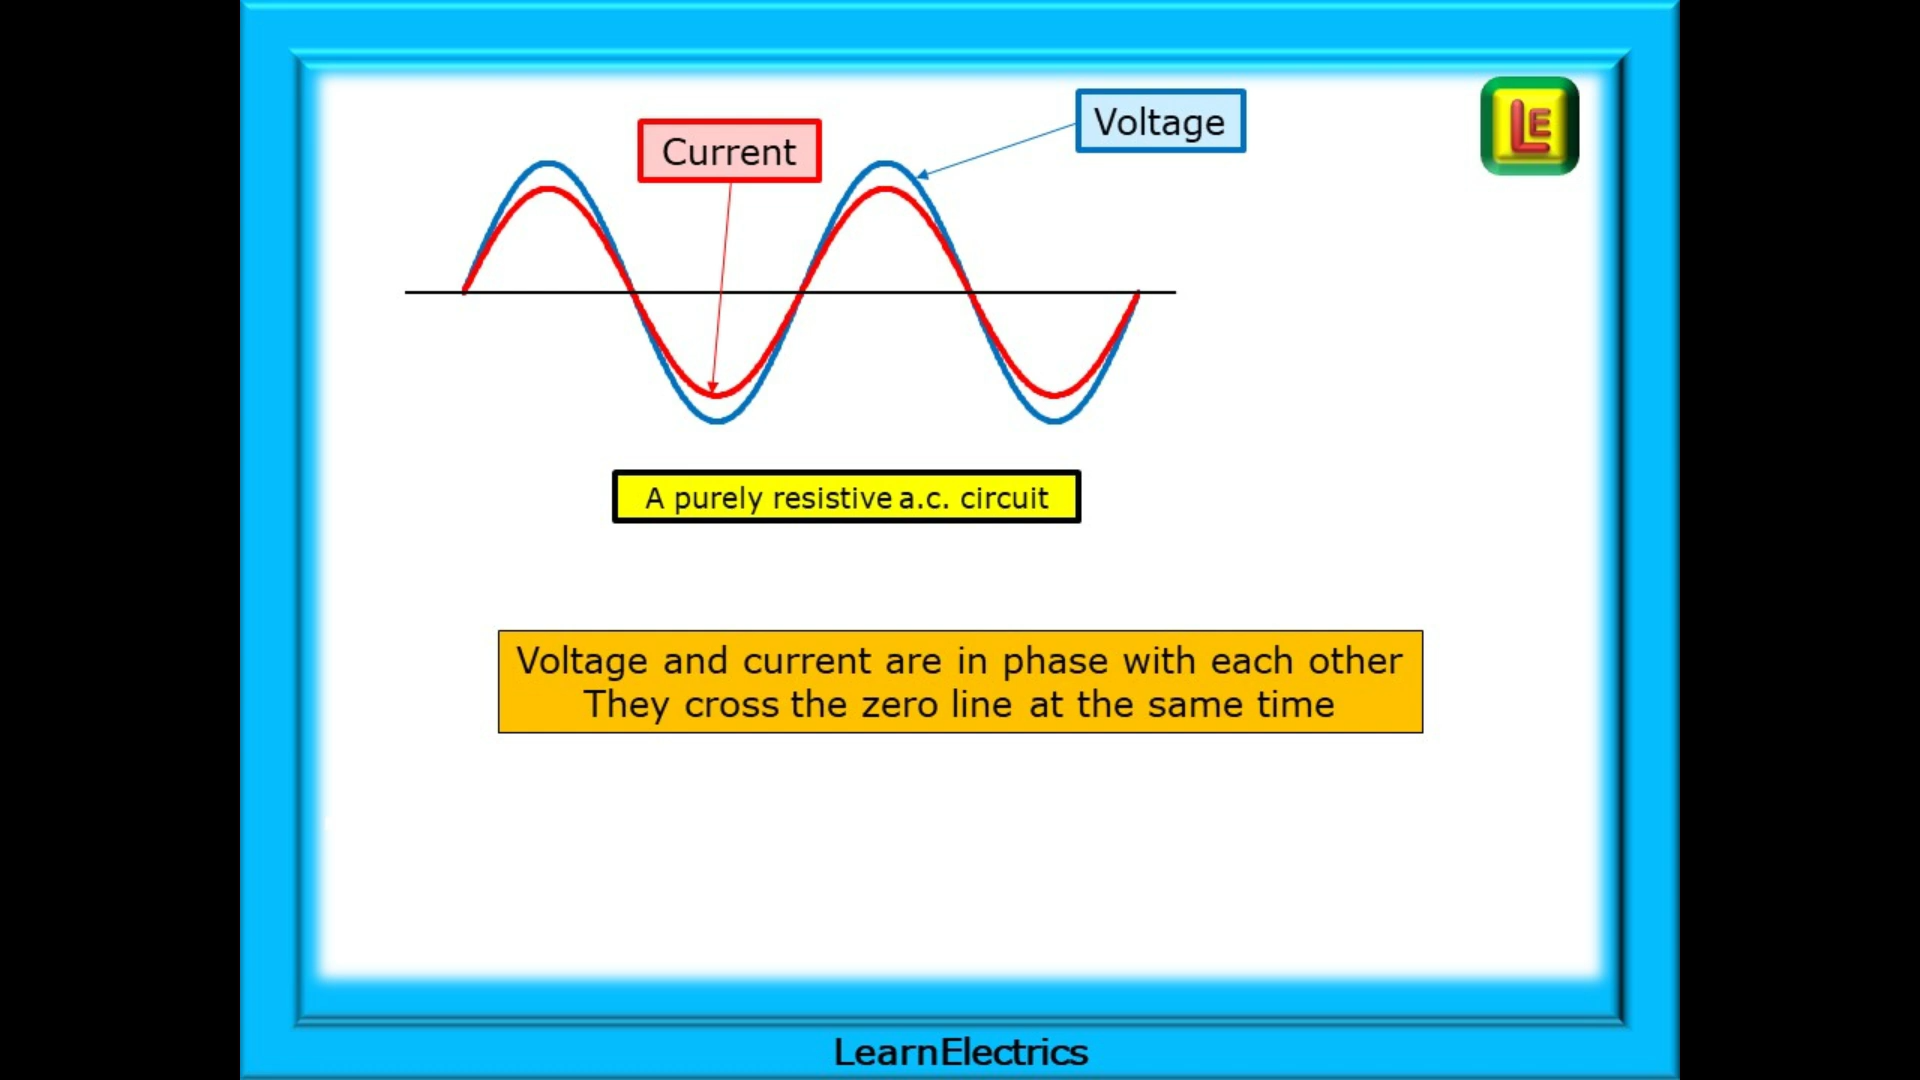 Voltage
LE
Current
A purely resistive a.c. circuit
Voltage and current are in phase with each other
They cross the zero line at the same time
LearnElectrics